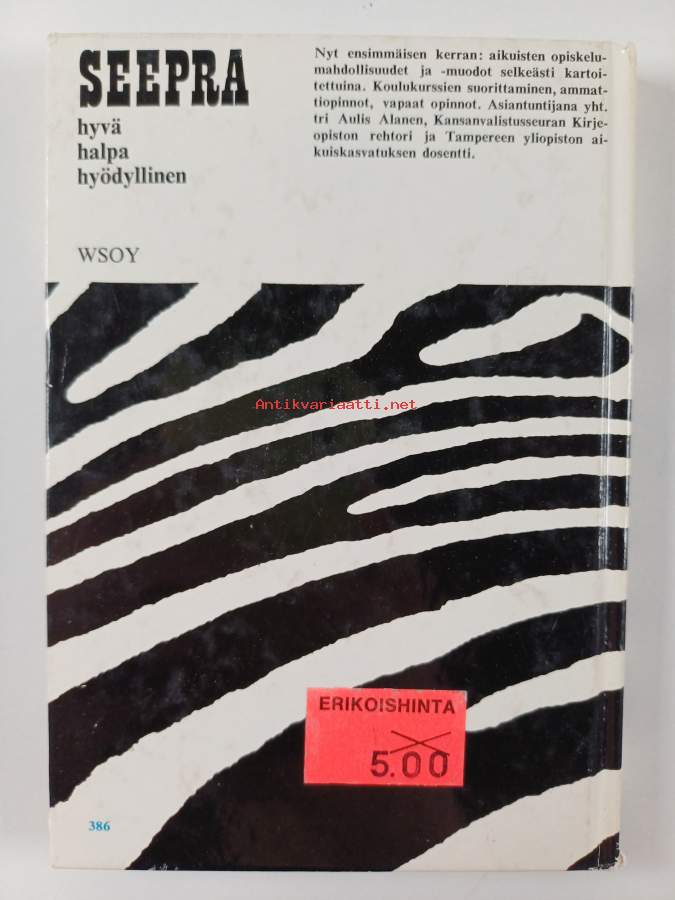 SEEPRA
hyvä
halpa
hyödyllinen
WSOY
Nyt ensimmäisen kerran: aikuisten opiskelu-
mahdollisuudet ja -muodot selkeästi kartoi-
tettuina. Koulukurssien suorittaminen, ammat-
tiopinnot, vapaat opinnot. Asiantuntijana yht.
tri Aulis Alanen, Kansanvalistusseuran Kirje-
opiston rehtori ja Tampereen yliopiston ai-
kuiskasvatuksen dosentti.
Antikvariaatti.net
ERIKOISHINTA
5.00
386